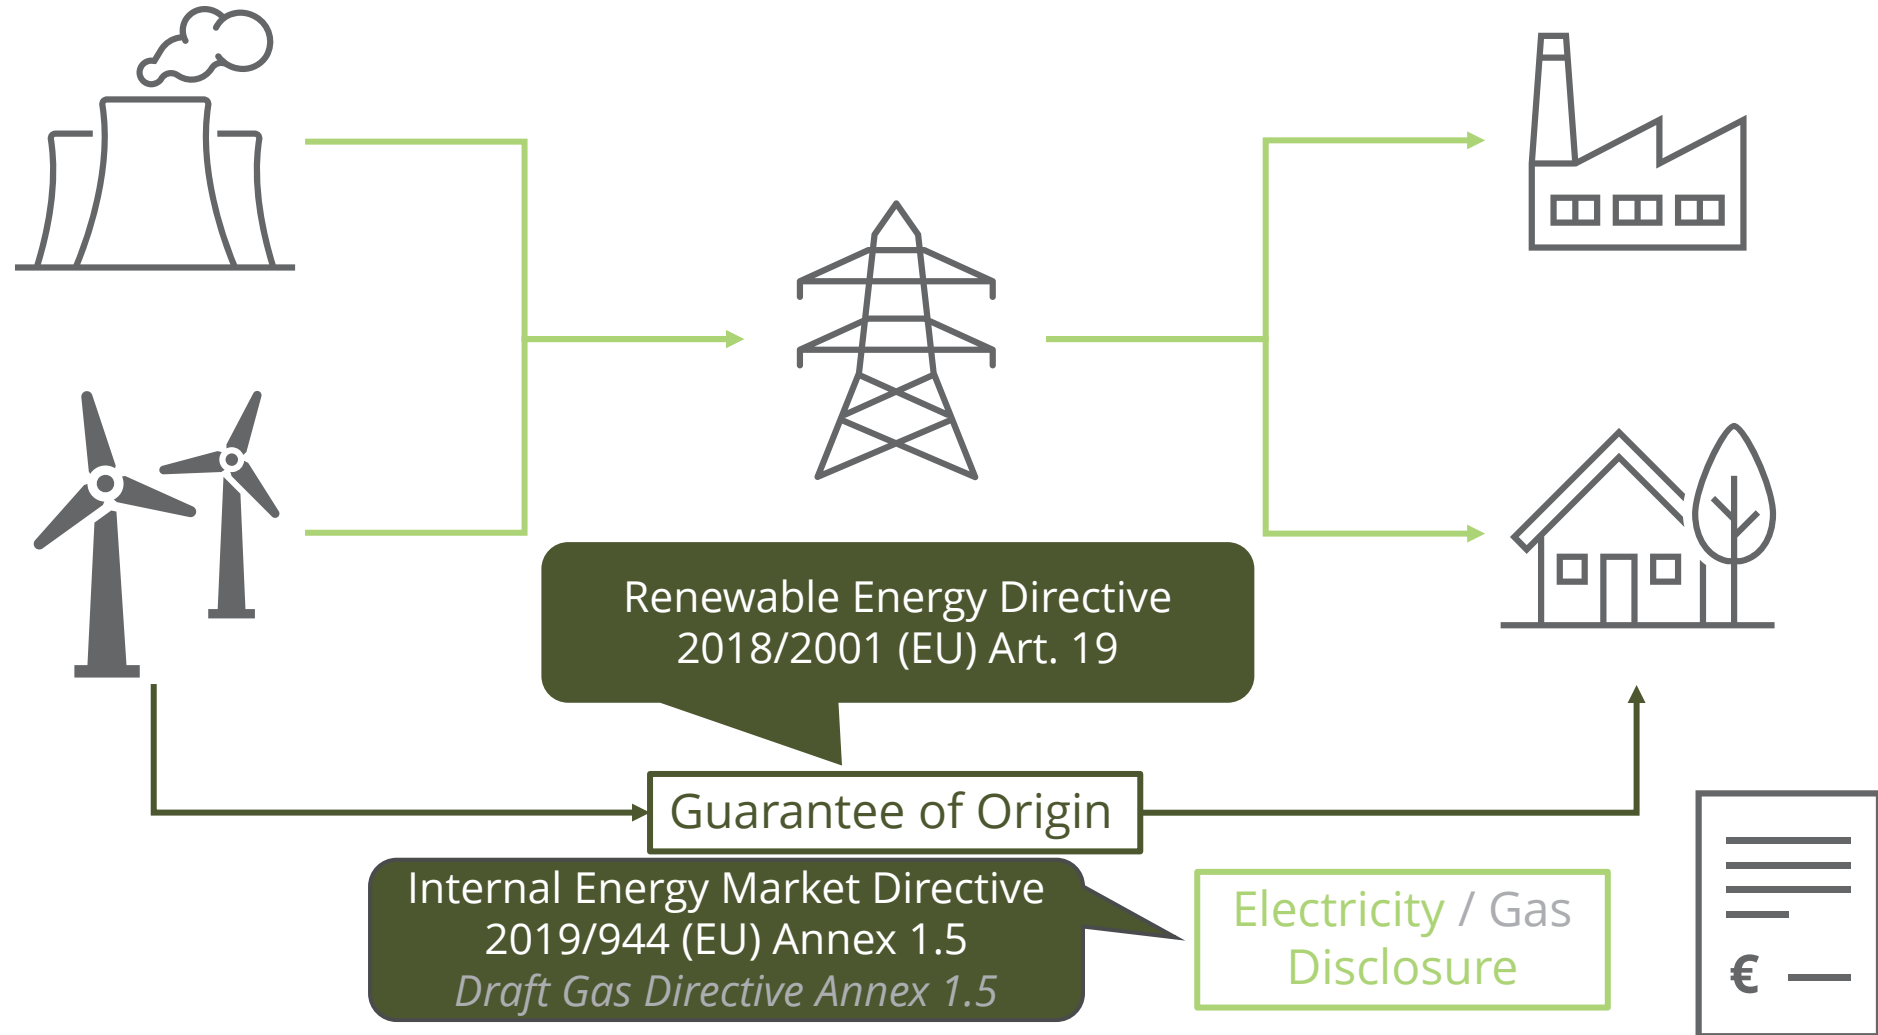 Renewable Energy Directive
2018/2001 (EU) Art. 19
Guarantee of Origin
Internal Energy Market Directive
2019/944 (EU) Annex 1.5
Draft Gas Directive Annex 1.5
Electricity / Gas
Disclosure
€